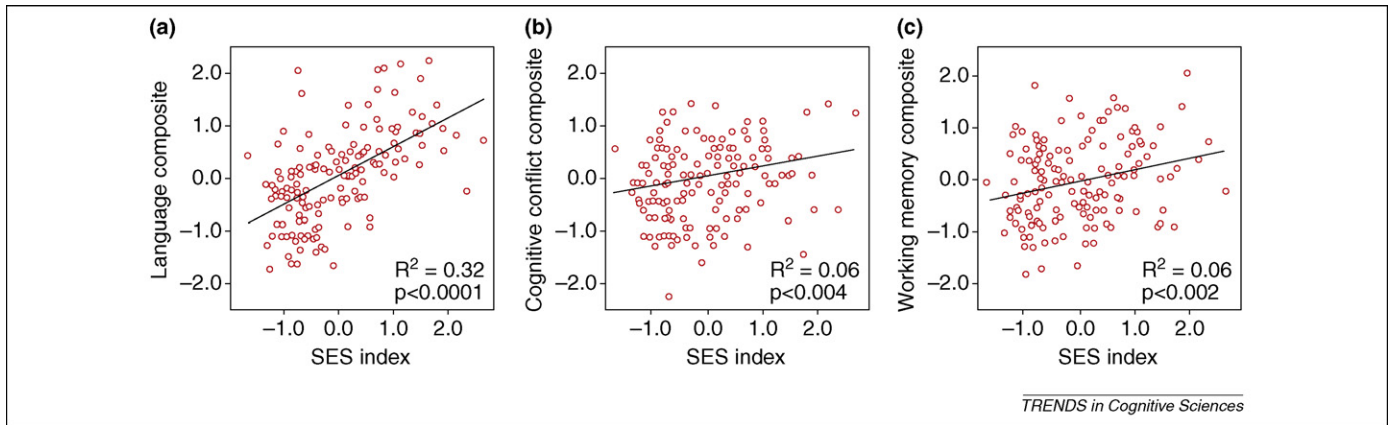 (a)
Language composite
2.0
1.0
0.0
−1.0
−2.0
R² = 0.32
p<0.0001
−1.0 0.0 1.0 2.0
SES index
(b)
Cognitive conflict composite
2.0
1.0
0.0
−1.0
−2.0
R² = 0.06
p<0.004
−1.0 0.0 1.0 2.0
SES index
(c)
Working memory composite
2.0
1.0
0.0
−1.0
−2.0
R² = 0.06
p<0.002
−1.0 0.0 1.0 2.0
SES index
TRENDS in Cognitive Sciences